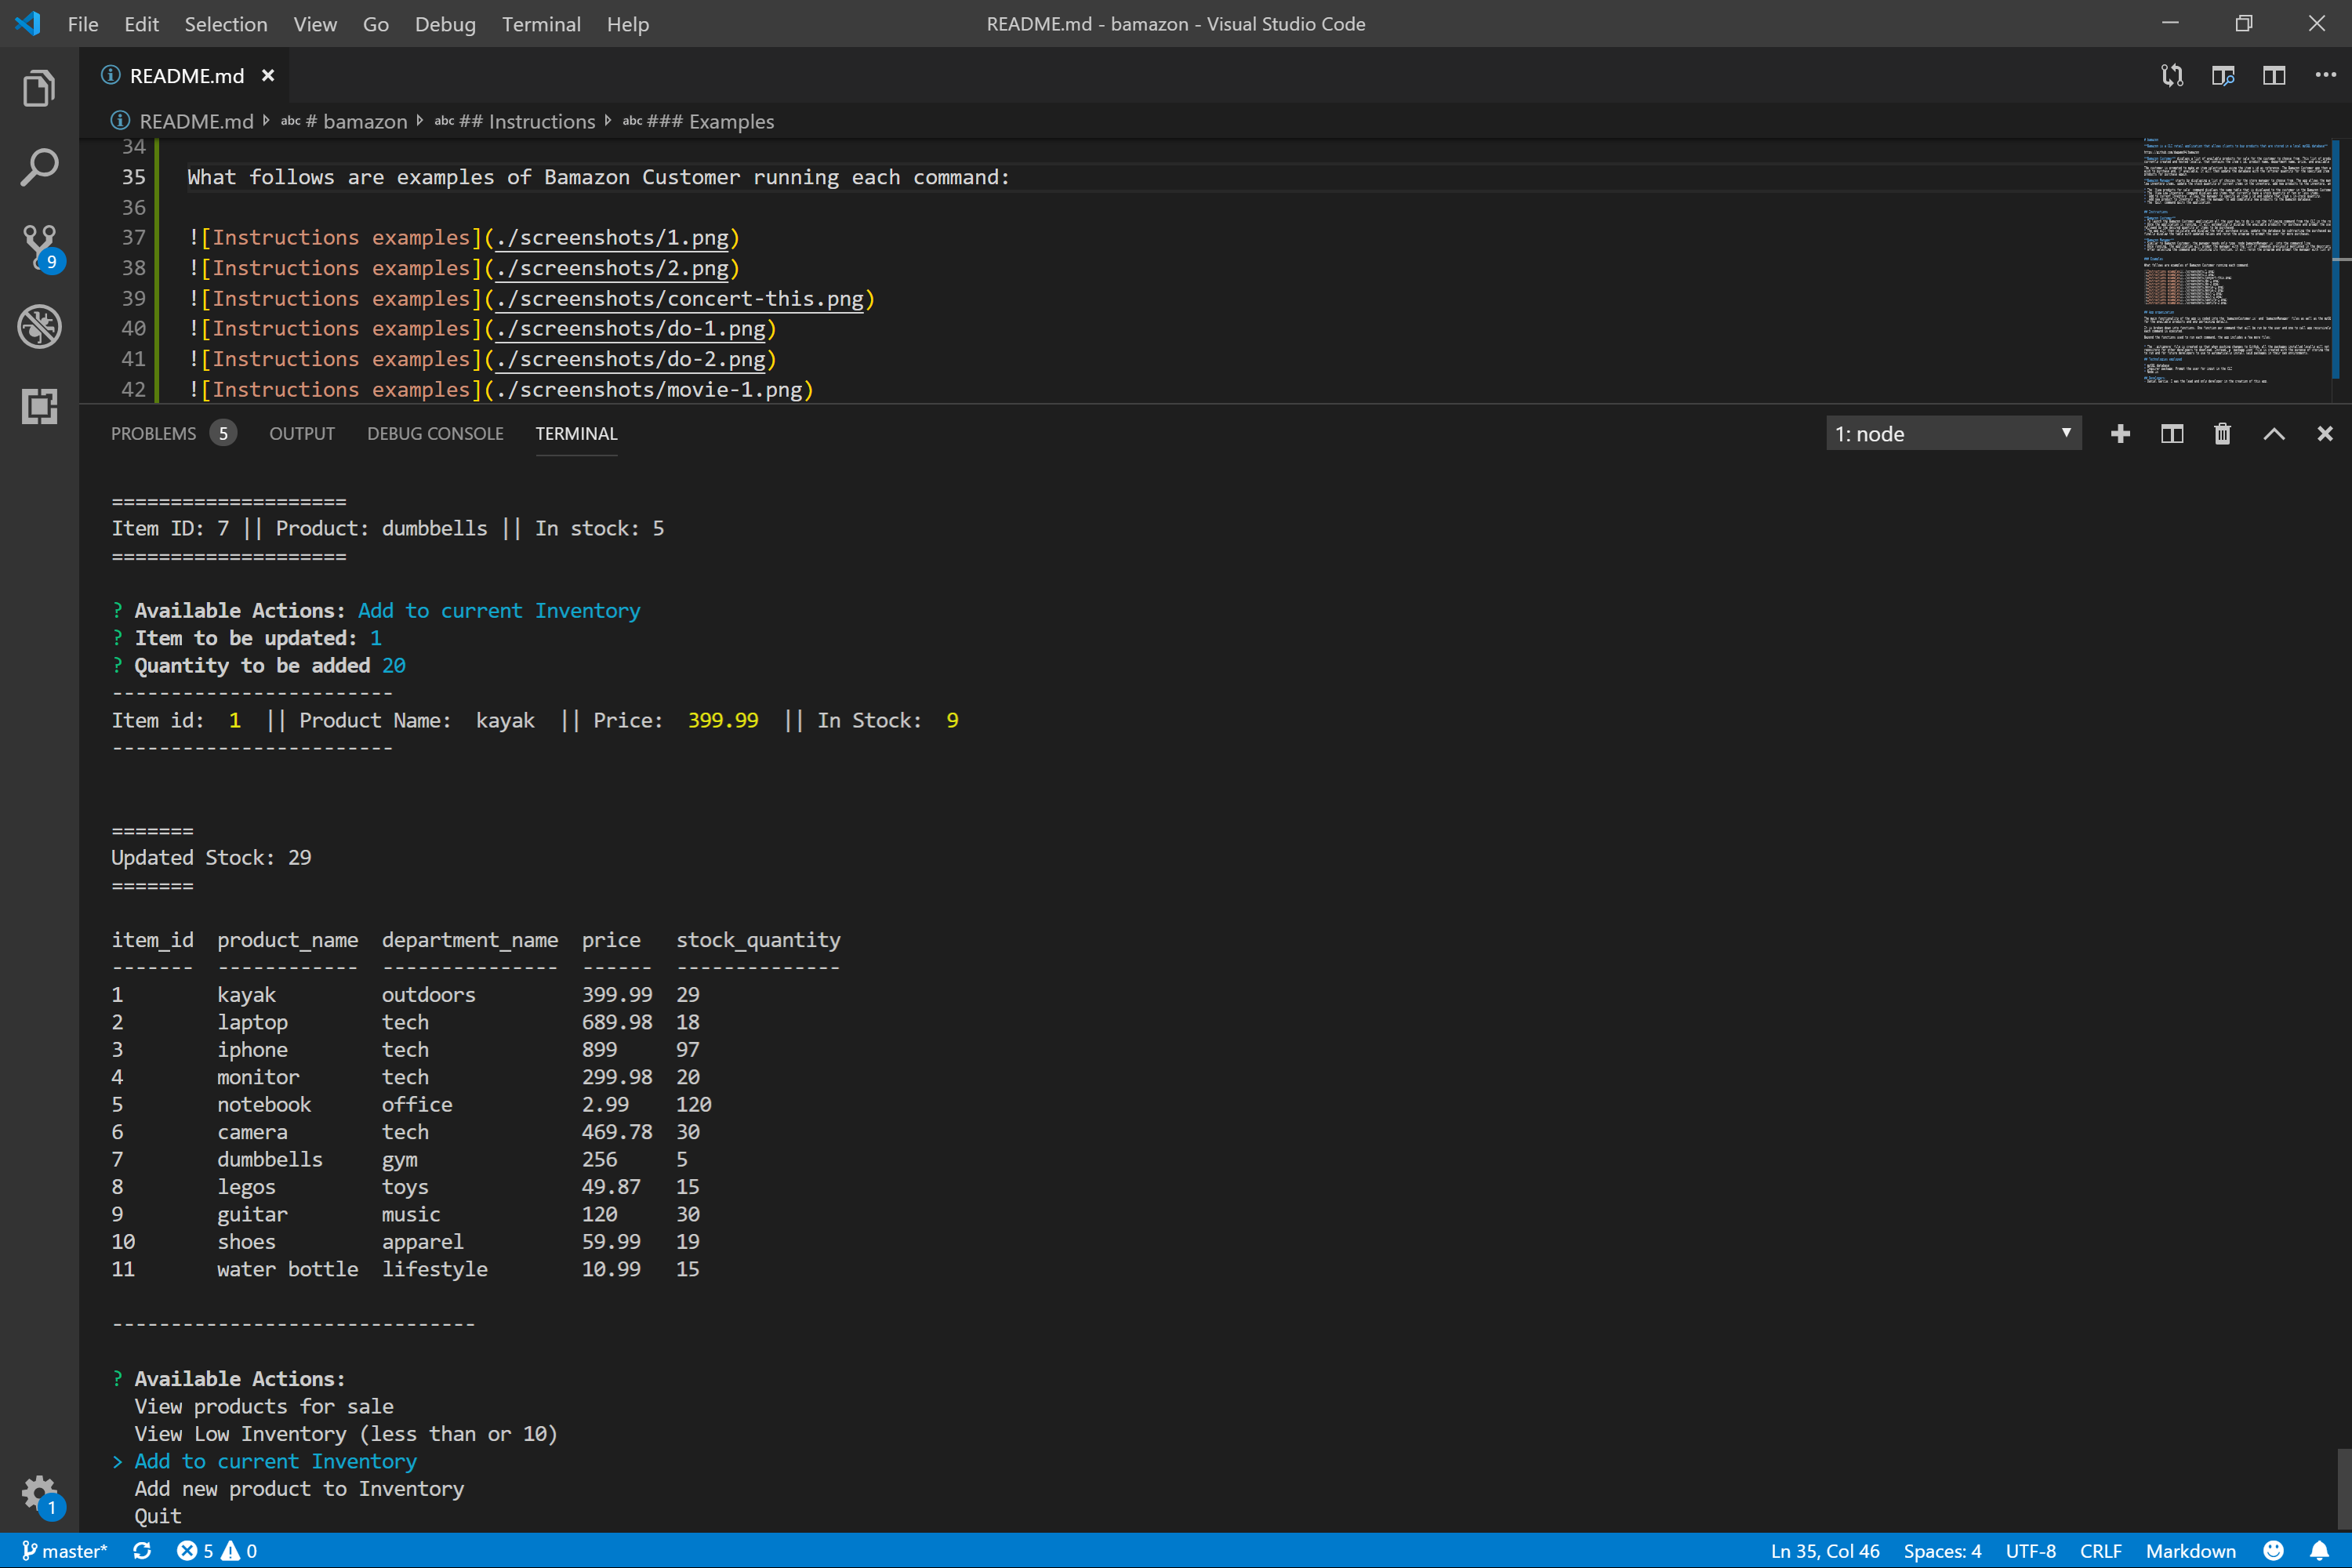 File Edit Selection View Go Debug Terminal Help README.md - bamazon - Visual Studio Code
README.md
README.md abc # bamazon abc ## Instructions abc ### Examples
34
35 What follows are examples of Bamazon Customer running each command:
36
37 ![Instructions examples](./screenshots/1.png)
38 ![Instructions examples](./screenshots/2.png)
39 ![Instructions examples](./screenshots/concert-this.png)
40 ![Instructions examples](./screenshots/do-1.png)
41 ![Instructions examples](./screenshots/do-2.png)
42 ![Instructions examples](./screenshots/movie-1.png)
9
PROBLEMS 5 OUTPUT DEBUG CONSOLE TERMINAL 1: node
====================
Item ID: 7 || Product: dumbbells || In stock: 5
====================
? Available Actions: Add to current Inventory
? Item to be updated: 1
? Quantity to be added 20
------------------------
Item id:  1  || Product Name:  kayak  || Price:  399.99  || In Stock:  9
------------------------
=======
Updated Stock: 29
=======
item_id  product_name  department_name  price   stock_quantity
-------  ------------  ---------------  ------  --------------
1        kayak         outdoors         399.99  29
2        laptop        tech             689.98  18
3        iphone        tech             899     97
4        monitor       tech             299.98  20
5        notebook      office           2.99    120
6        camera        tech             469.78  30
7        dumbbells     gym              256     5
8        legos         toys             49.87   15
9        guitar        music            120     30
10       shoes         apparel          59.99   19
11       water bottle  lifestyle        10.99   15
-------------------------------
? Available Actions:
View products for sale
View Low Inventory (less than or 10)
> Add to current Inventory
Add new product to Inventory
Quit
1
master* 5 0 Ln 35, Col 46 Spaces: 4 UTF-8 CRLF Markdown